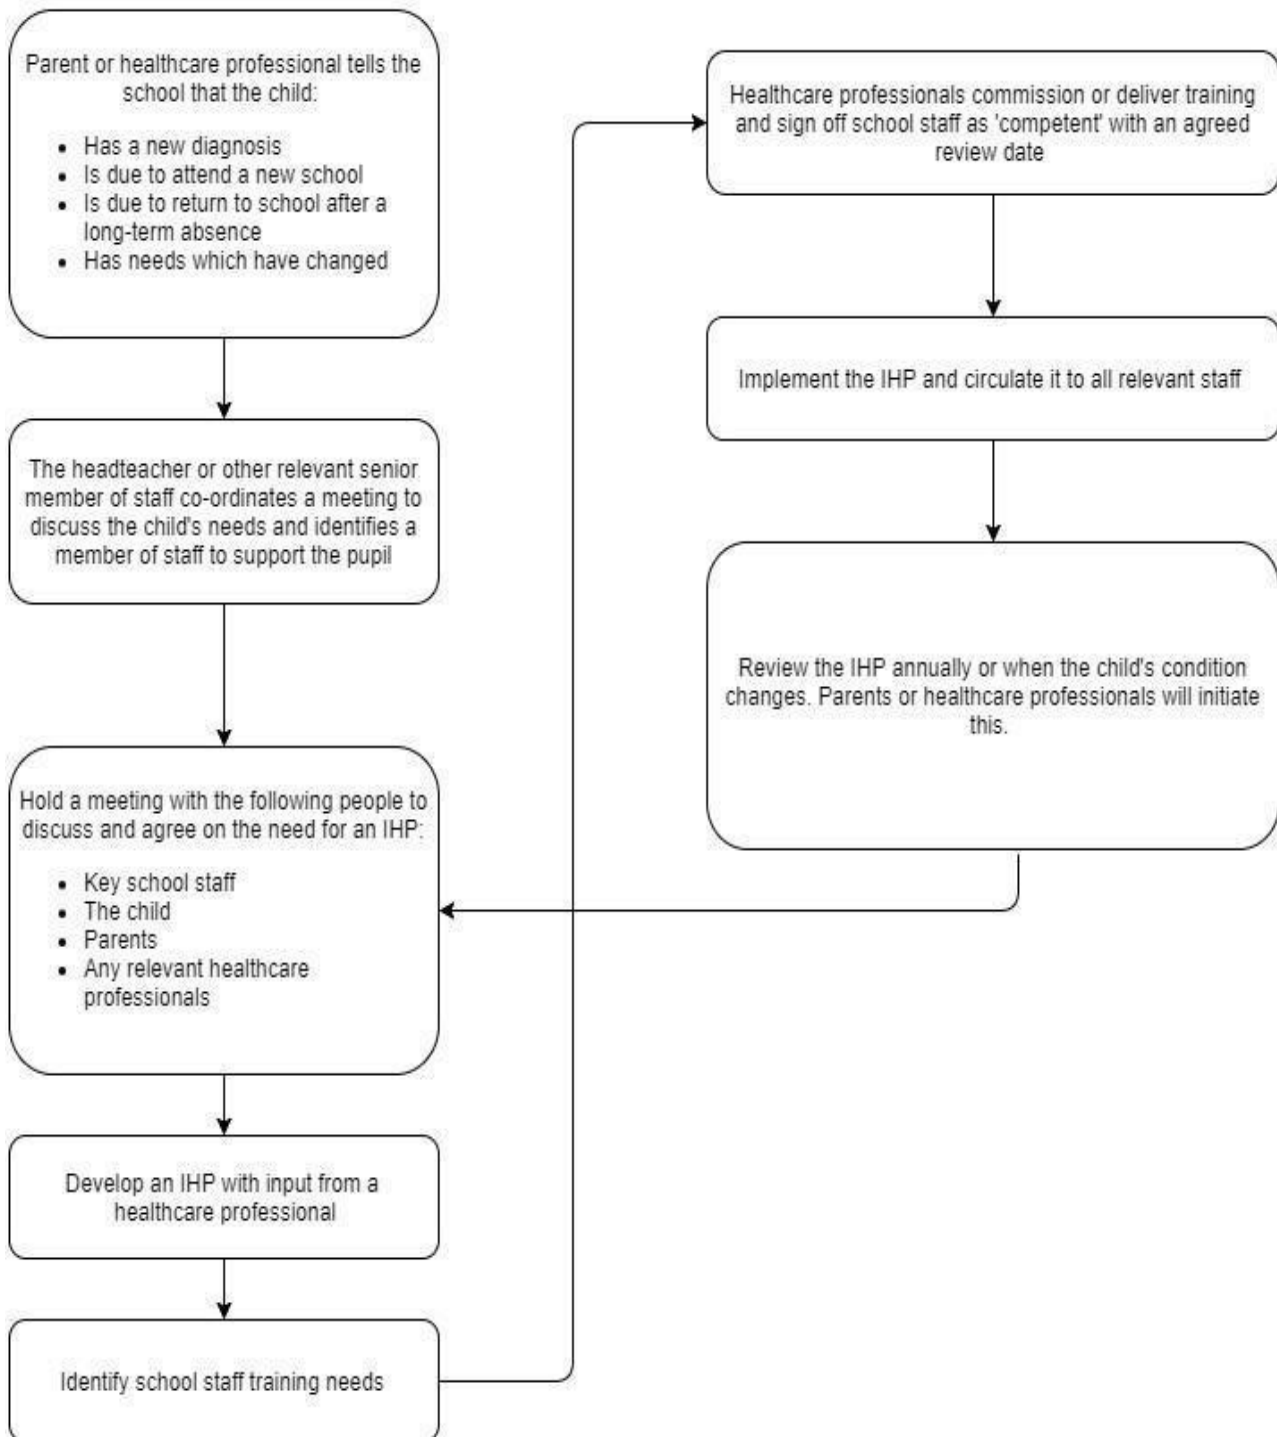 Parent or healthcare professional tells the
school that the child:
• Has a new diagnosis
• Is due to attend a new school
• Is due to return to school after a
long-term absence
• Has needs which have changed
The headteacher or other relevant senior
member of staff co-ordinates a meeting to
discuss the child's needs and identifies a
member of staff to support the pupil
Hold a meeting with the following people to
discuss and agree on the need for an IHP:
• Key school staff
• The child
• Parents
• Any relevant healthcare
professionals
Develop an IHP with input from a
healthcare professional
Identify school staff training needs
Healthcare professionals commission or deliver training
and sign off school staff as 'competent' with an agreed
review date
Implement the IHP and circulate it to all relevant staff
Review the IHP annually or when the child's condition
changes. Parents or healthcare professionals will initiate
this.